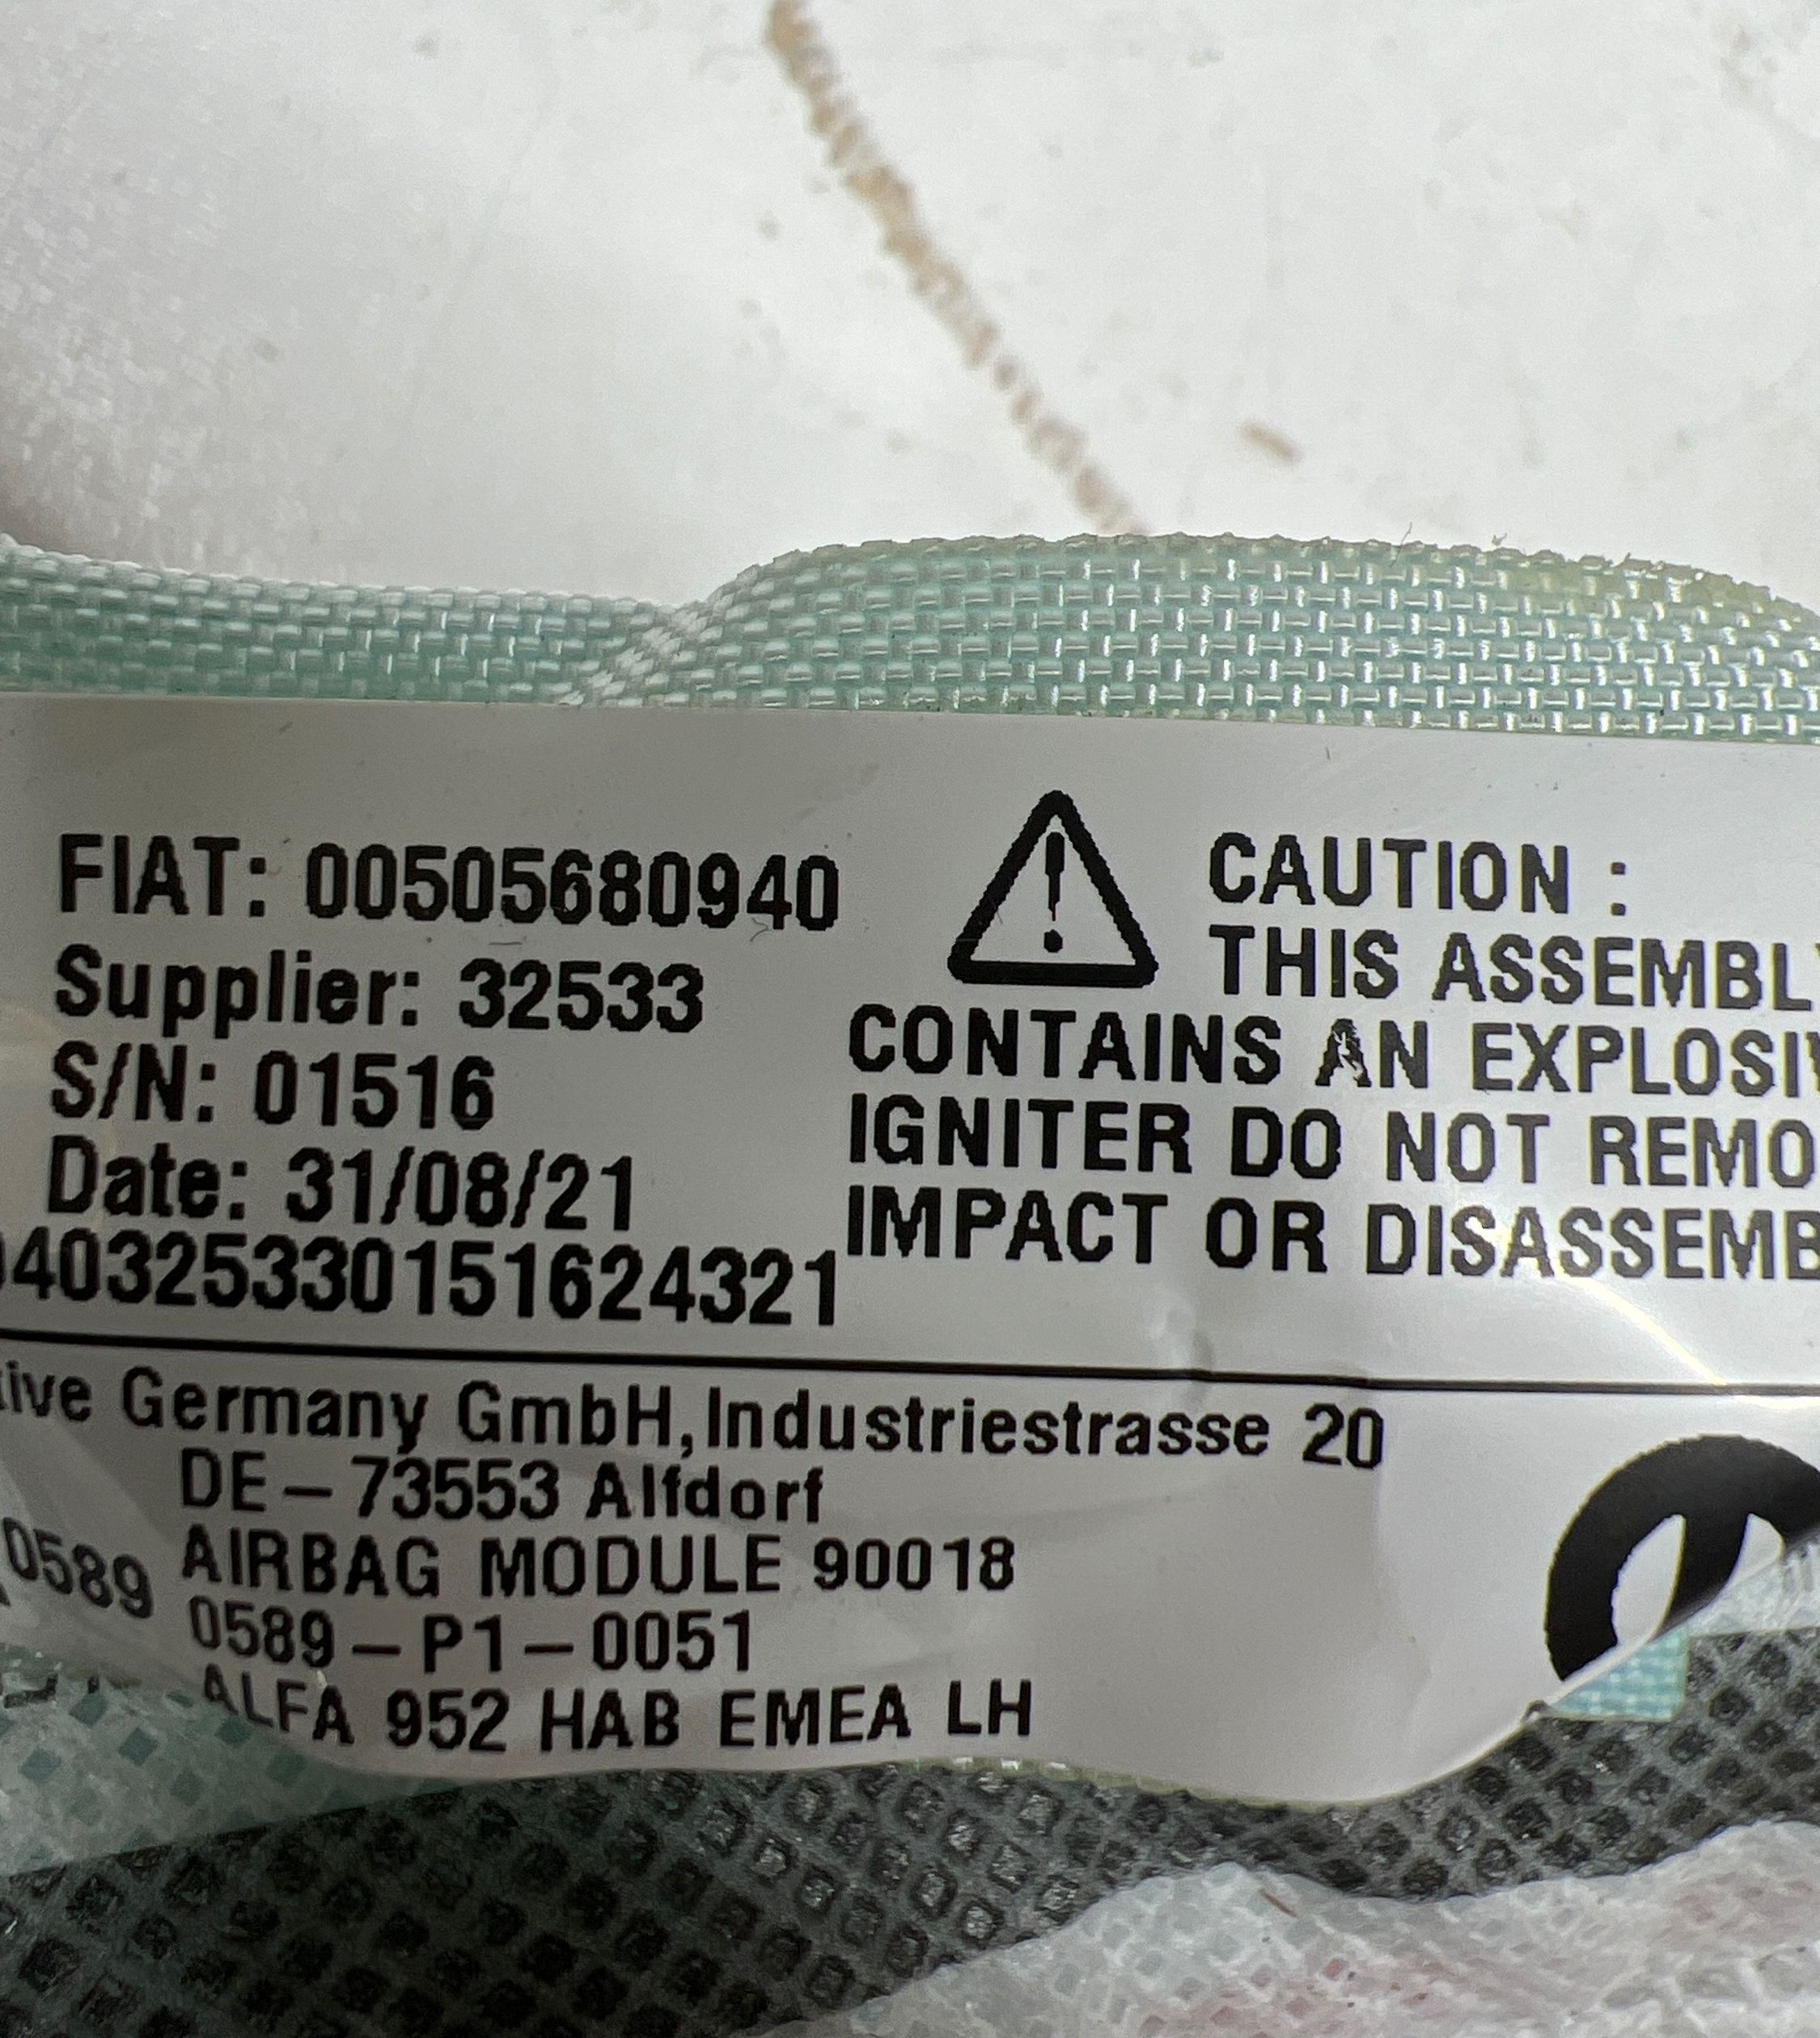 FIAT: 00505680940
Supplier: 32533
S/N: 01516
Date: 31/08/21
40325330151624321
CAUTION :
THIS ASSEMBL
CONTAINS AN EXPLOSI
IGNITER DO NOT REMO
IMPACT OR DISASSEMB
ive Germany GmbH,Industriestrasse 20
DE-73553 Alfdorf
0589
AIRBAG MODULE 90018
0589-P1-0051
ALFA 952 HAB EMEA LH